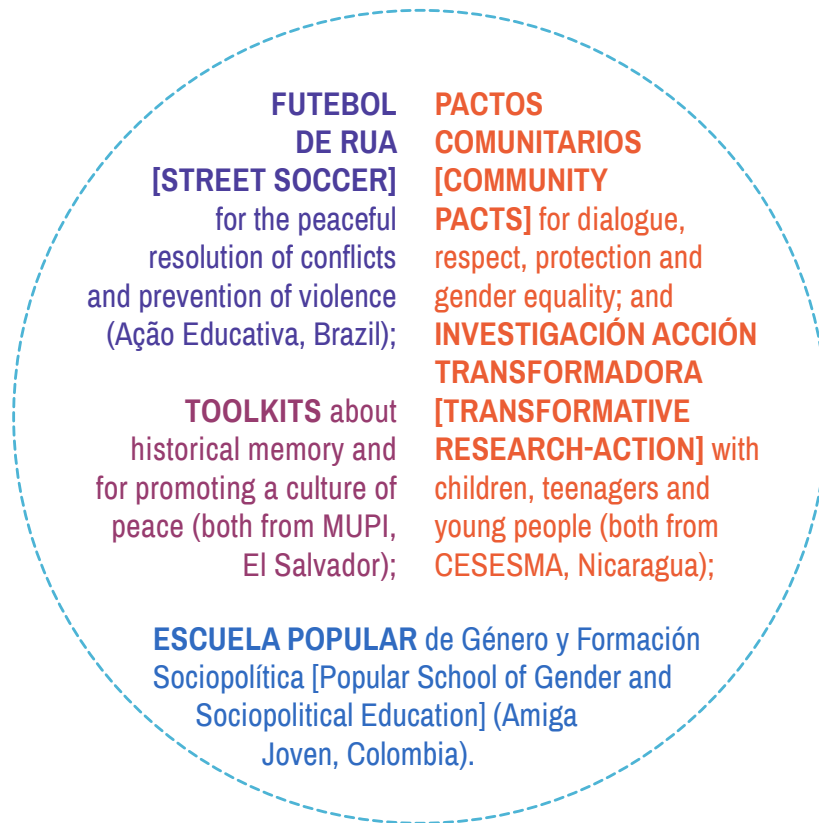 FUTEBOL
DE RUA
[STREET SOCCER]
for the peaceful
resolution of conflicts
and prevention of violence
(Ação Educativa, Brazil);
TOOLKITS about
historical memory and
for promoting a culture of
peace (both from MUPI,
El Salvador);
PACTOS
COMUNITARIOS
[COMMUNITY
PACTS] for dialogue,
respect, protection and
gender equality; and
INVESTIGACIÓN ACCIÓN
TRANSFORMADORA
[TRANSFORMATIVE
RESEARCH-ACTION] with
children, teenagers and
young people (both from
CESESMA, Nicaragua);
ESCUELA POPULAR de Género y Formación
Sociopolítica [Popular School of Gender and
Sociopolitical Education] (Amiga
Joven, Colombia).